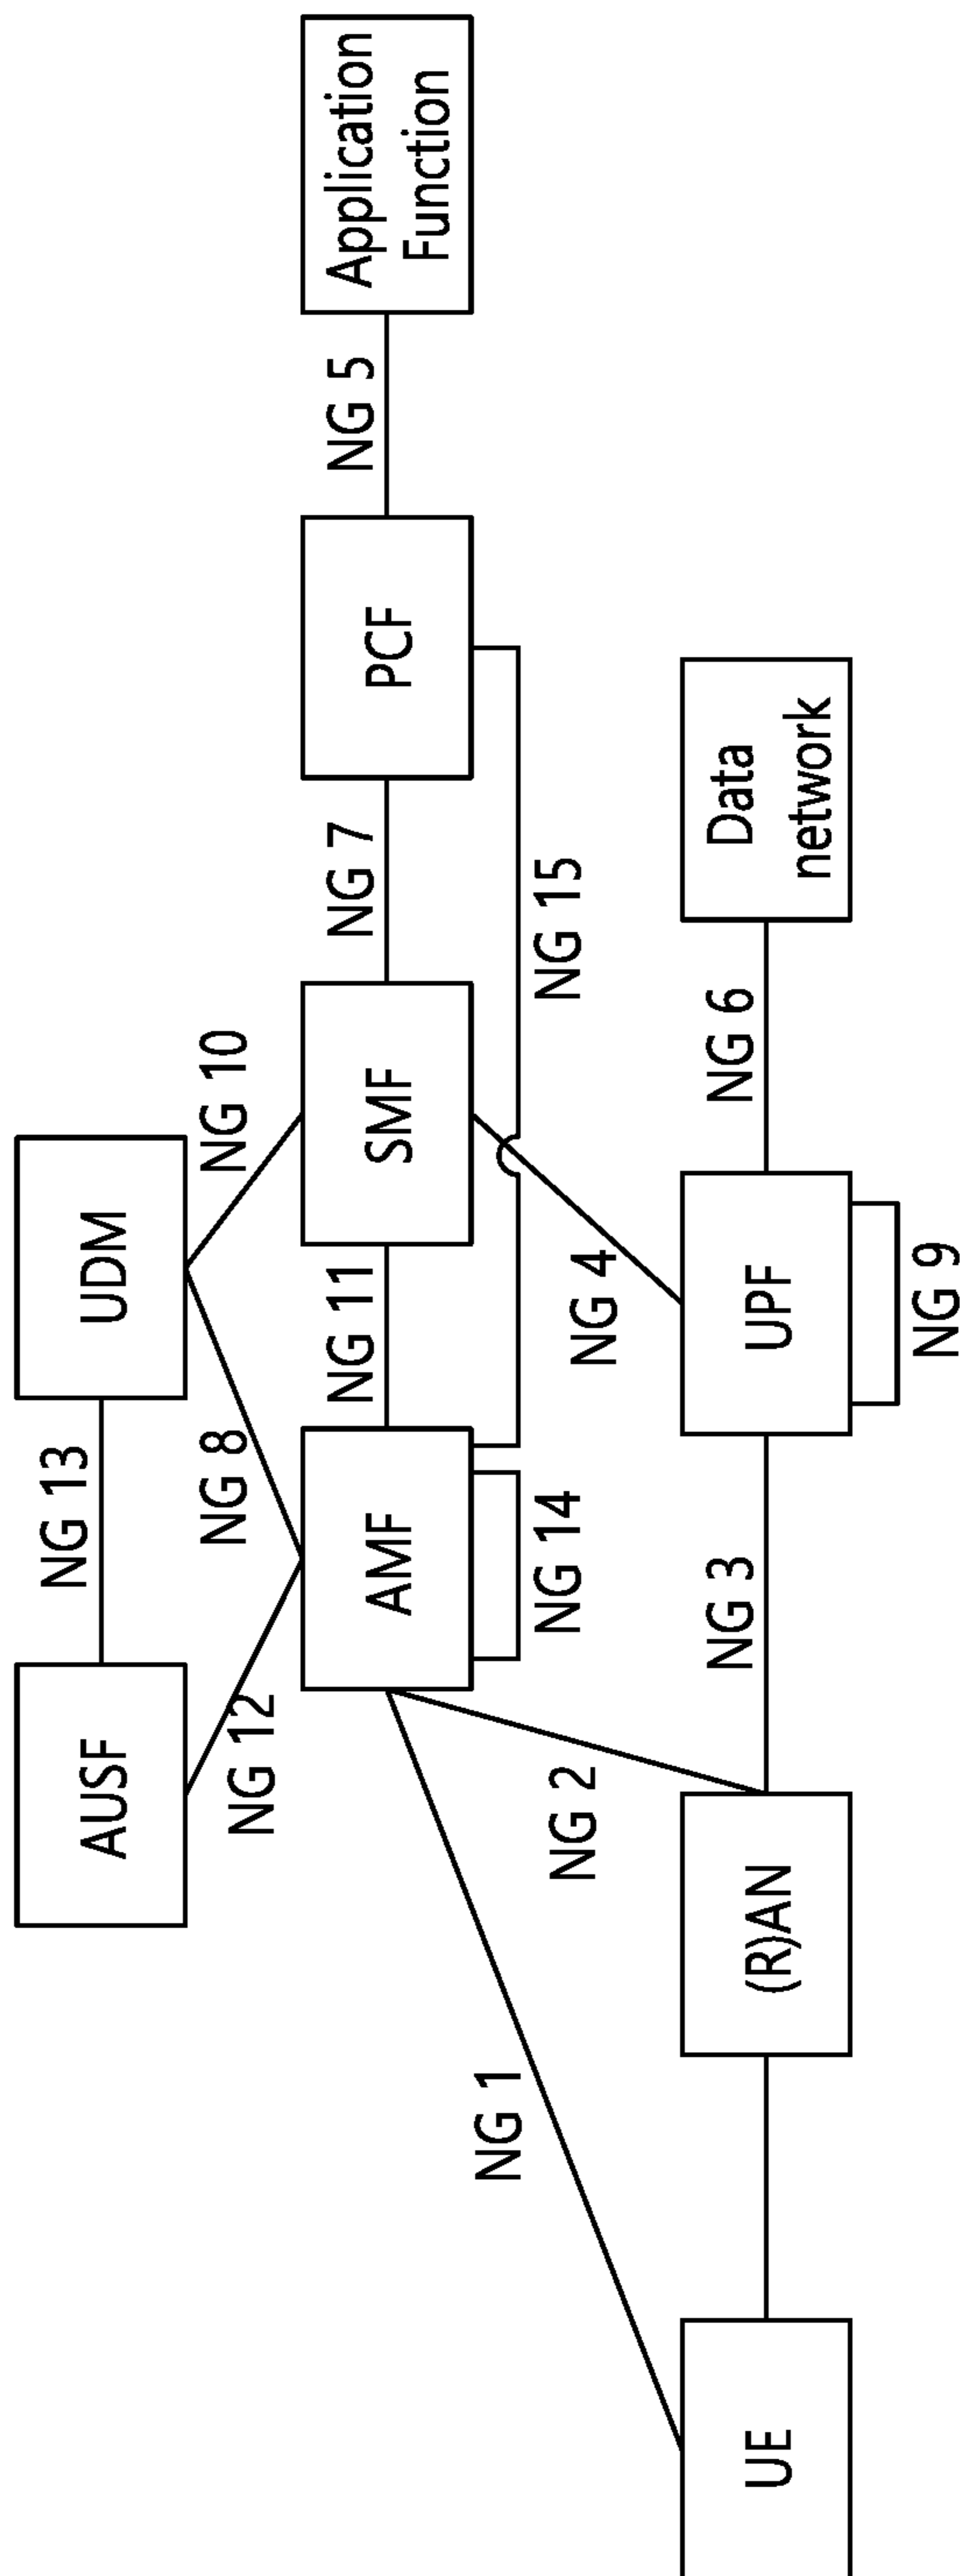 AUSF
NG 13
UDM
NG 12
NG 8
NG 10
AMF
NG 11
SMF
NG 7
PCF
NG 5
Application
Function
NG 14
NG 15
NG 1
NG 2
NG 4
UE
(R)AN
NG 3
UPF
NG 6
Data
network
NG 9